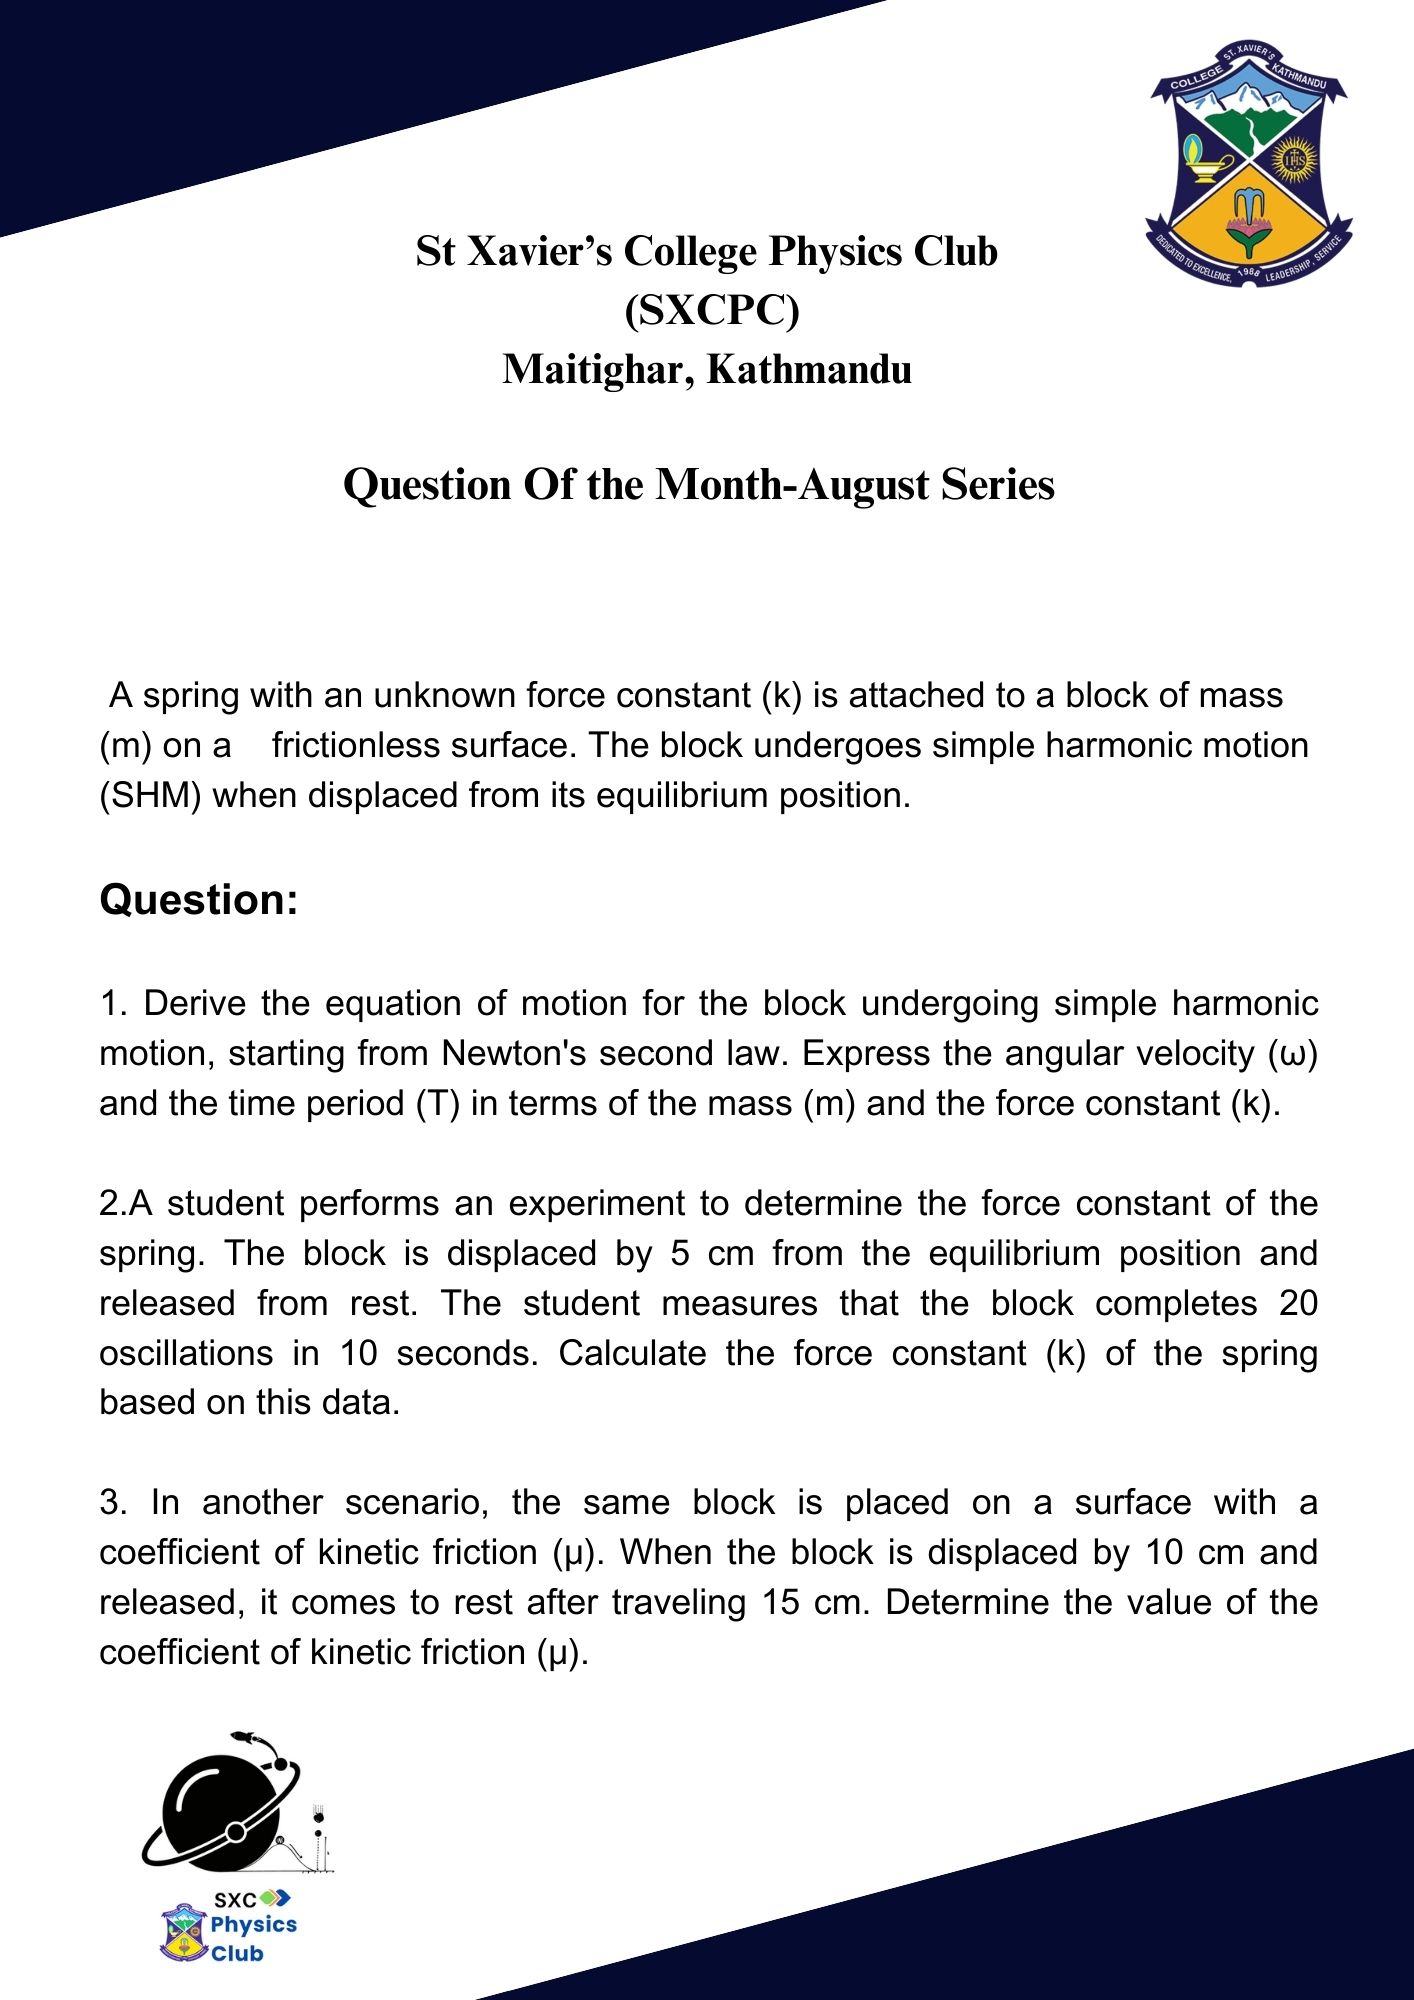 ST. XAVIER'S
COLLEGE KATHMANDU
IHS
DEDICATED TO EXCELLENCE, 1988 LEADERSHIP, SERVICE
St Xavier’s College Physics Club
(SXCPC)
Maitighar, Kathmandu
Question Of the Month-August Series
A spring with an unknown force constant (k) is attached to a block of mass
(m) on a frictionless surface. The block undergoes simple harmonic motion
(SHM) when displaced from its equilibrium position.
Question:
1. Derive the equation of motion for the block undergoing simple harmonic
motion, starting from Newton's second law. Express the angular velocity (ω)
and the time period (T) in terms of the mass (m) and the force constant (k).
2.A student performs an experiment to determine the force constant of the
spring. The block is displaced by 5 cm from the equilibrium position and
released from rest. The student measures that the block completes 20
oscillations in 10 seconds. Calculate the force constant (k) of the spring
based on this data.
3. In another scenario, the same block is placed on a surface with a
coefficient of kinetic friction (μ). When the block is displaced by 10 cm and
released, it comes to rest after traveling 15 cm. Determine the value of the
coefficient of kinetic friction (μ).
SXC
Physics
Club